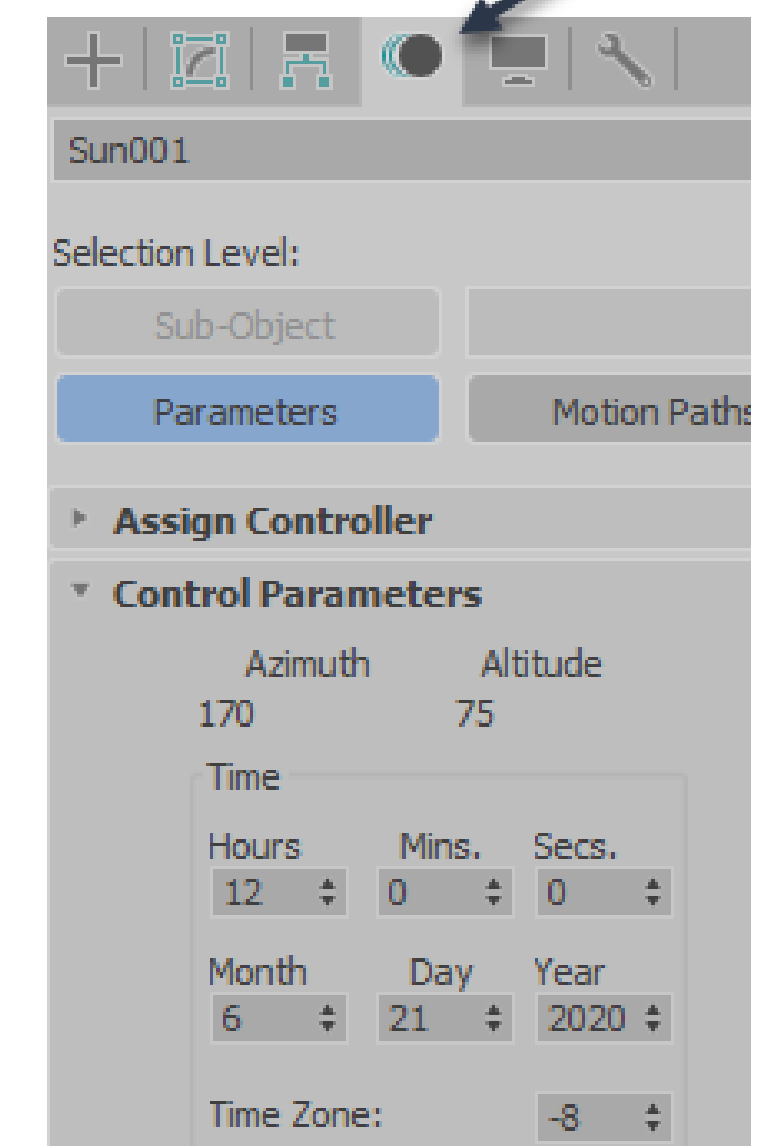 Sun001
Selection Level:
Sub-Object
Parameters Motion Paths
Assign Controller
Control Parameters
Azimuth Altitude
170 75
Time
Hours Mins. Secs.
12 0 0
Month Day Year
6 21 2020
Time Zone: -8